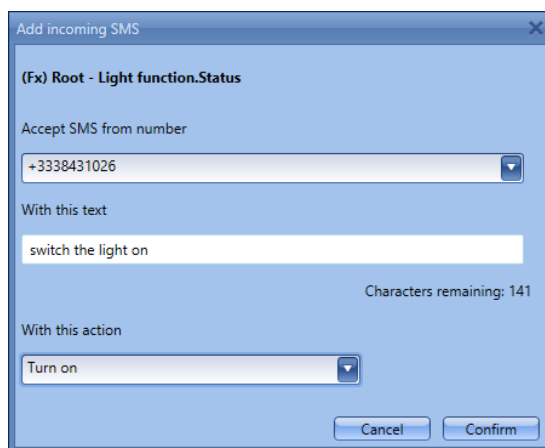 Add incoming SMS
(Fx) Root - Light function.Status
Accept SMS from number
+3338431026
With this text
switch the light on
Characters remaining: 141
With this action
Turn on
Cancel Confirm